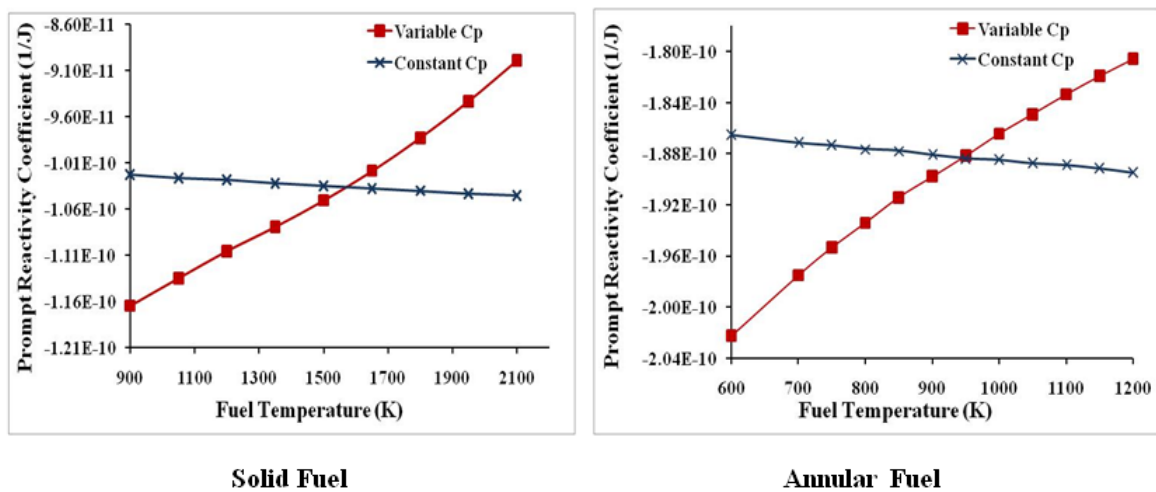 Prompt Reactivity Coefficient (1/J)
-8.60E-11
-9.10E-11
-9.60E-11
-1.01E-10
-1.06E-10
-1.11E-10
-1.16E-10
-1.21E-10
Variable Cp
Constant Cp
900 1100 1300 1500 1700 1900 2100
Fuel Temperature (K)
Solid Fuel
Prompt Reactivity Coefficient (1/J)
-1.80E-10
-1.84E-10
-1.88E-10
-1.92E-10
-1.96E-10
-2.00E-10
-2.04E-10
Variable Cp
Constant Cp
600 700 800 900 1000 1100 1200
Fuel Temperature (K)
Annular Fuel